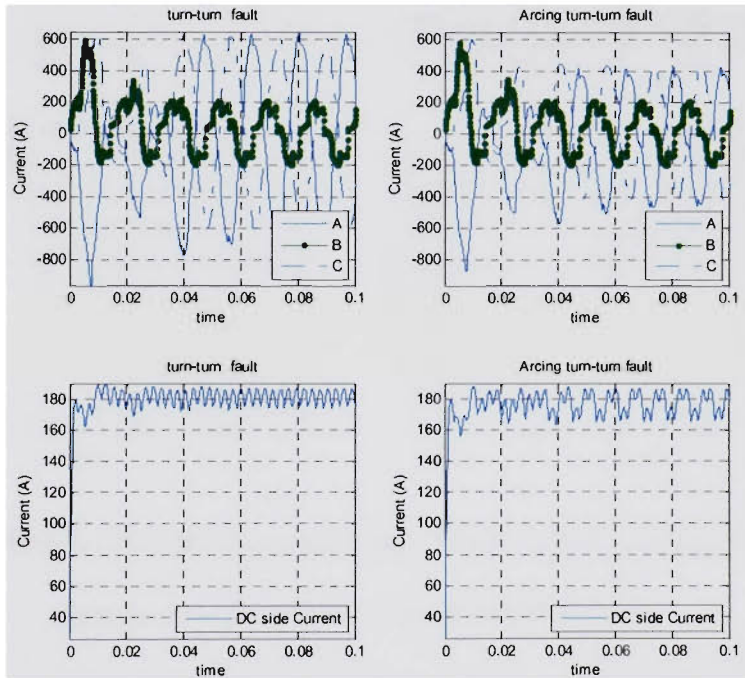 turn-turn fault
600
400
200
0
-200
-400
-600
-800
Current (A)
A
B
C
0
0.02
0.04
0.06
0.08
0.1
time
Arcing turn-turn fault
600
400
200
0
-200
-400
-600
-800
Current (A)
A
B
C
0
0.02
0.04
0.06
0.08
0.1
time
turn-turn fault
180
160
140
120
100
80
60
40
Current (A)
DC side Current
0
0.02
0.04
0.06
0.08
0.1
time
Arcing turn-turn fault
180
160
140
120
100
80
60
40
Current (A)
DC side Current
0
0.02
0.04
0.06
0.08
0.1
time